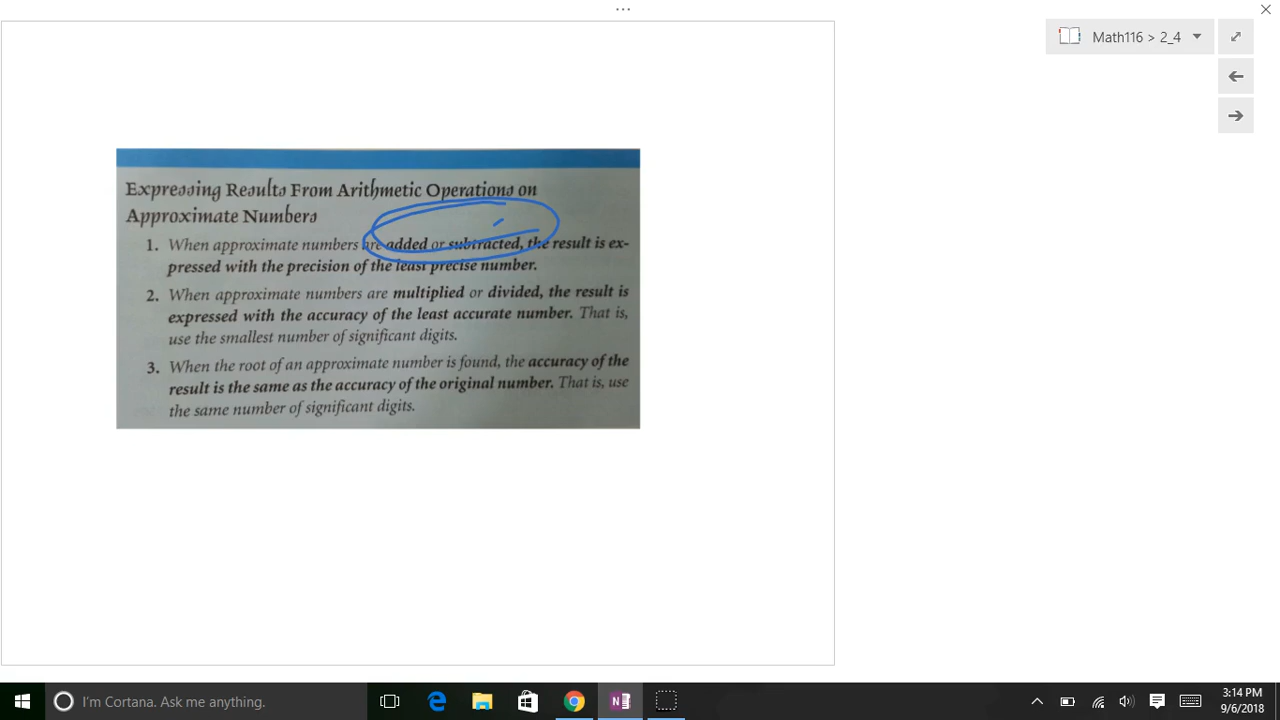 Math116 > 2_4
Expressing Results From Arithmetic Operations on
Approximate Numbers
1. When approximate numbers are added or subtracted, the result is ex-
pressed with the precision of the least precise number.
2. When approximate numbers are multiplied or divided, the result is
expressed with the accuracy of the least accurate number. That is,
use the smallest number of significant digits.
3. When the root of an approximate number is found, the accuracy of the
result is the same as the accuracy of the original number. That is, use
the same number of significant digits.
I'm Cortana. Ask me anything.
3:14 PM
9/6/2018